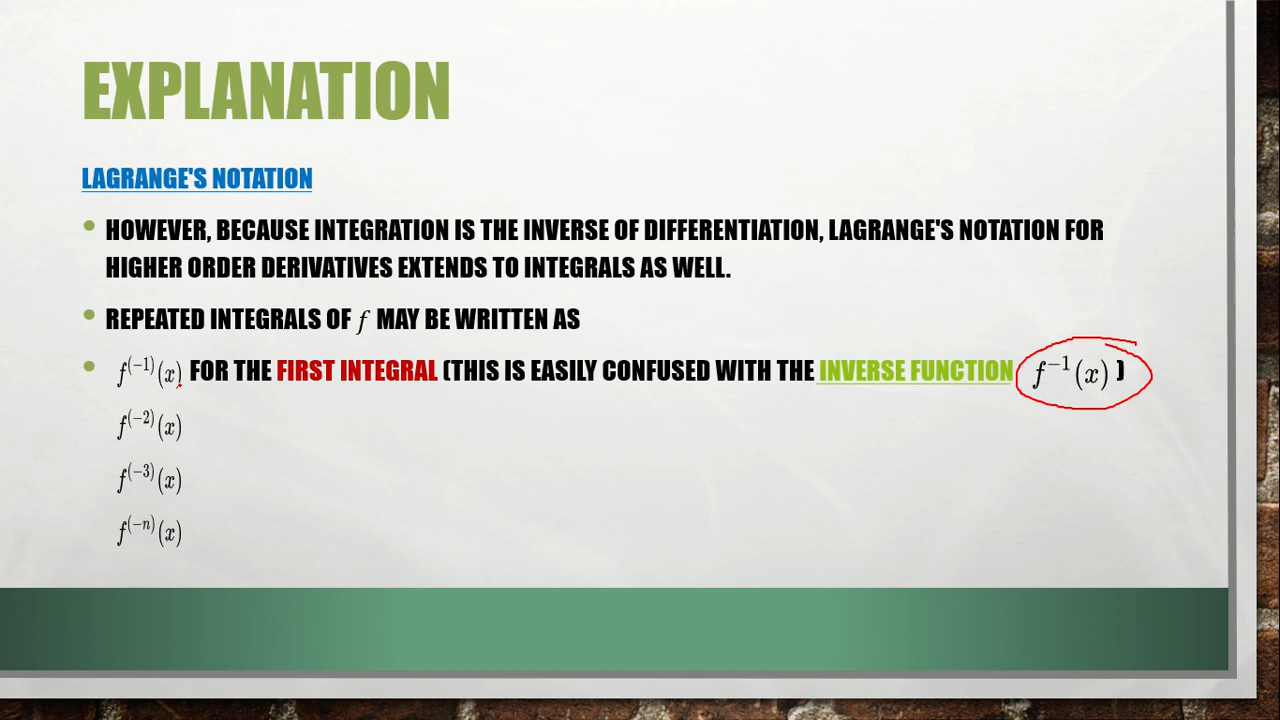 EXPLANATION
LAGRANGE'S NOTATION
• HOWEVER, BECAUSE INTEGRATION IS THE INVERSE OF DIFFERENTIATION, LAGRANGE'S NOTATION FOR
HIGHER ORDER DERIVATIVES EXTENDS TO INTEGRALS AS WELL.
• REPEATED INTEGRALS OF f MAY BE WRITTEN AS
• f^(−1)(x) FOR THE FIRST INTEGRAL (THIS IS EASILY CONFUSED WITH THE INVERSE FUNCTION f^−1(x) )
f^(−2)(x)
f^(−3)(x)
f^(−n)(x)